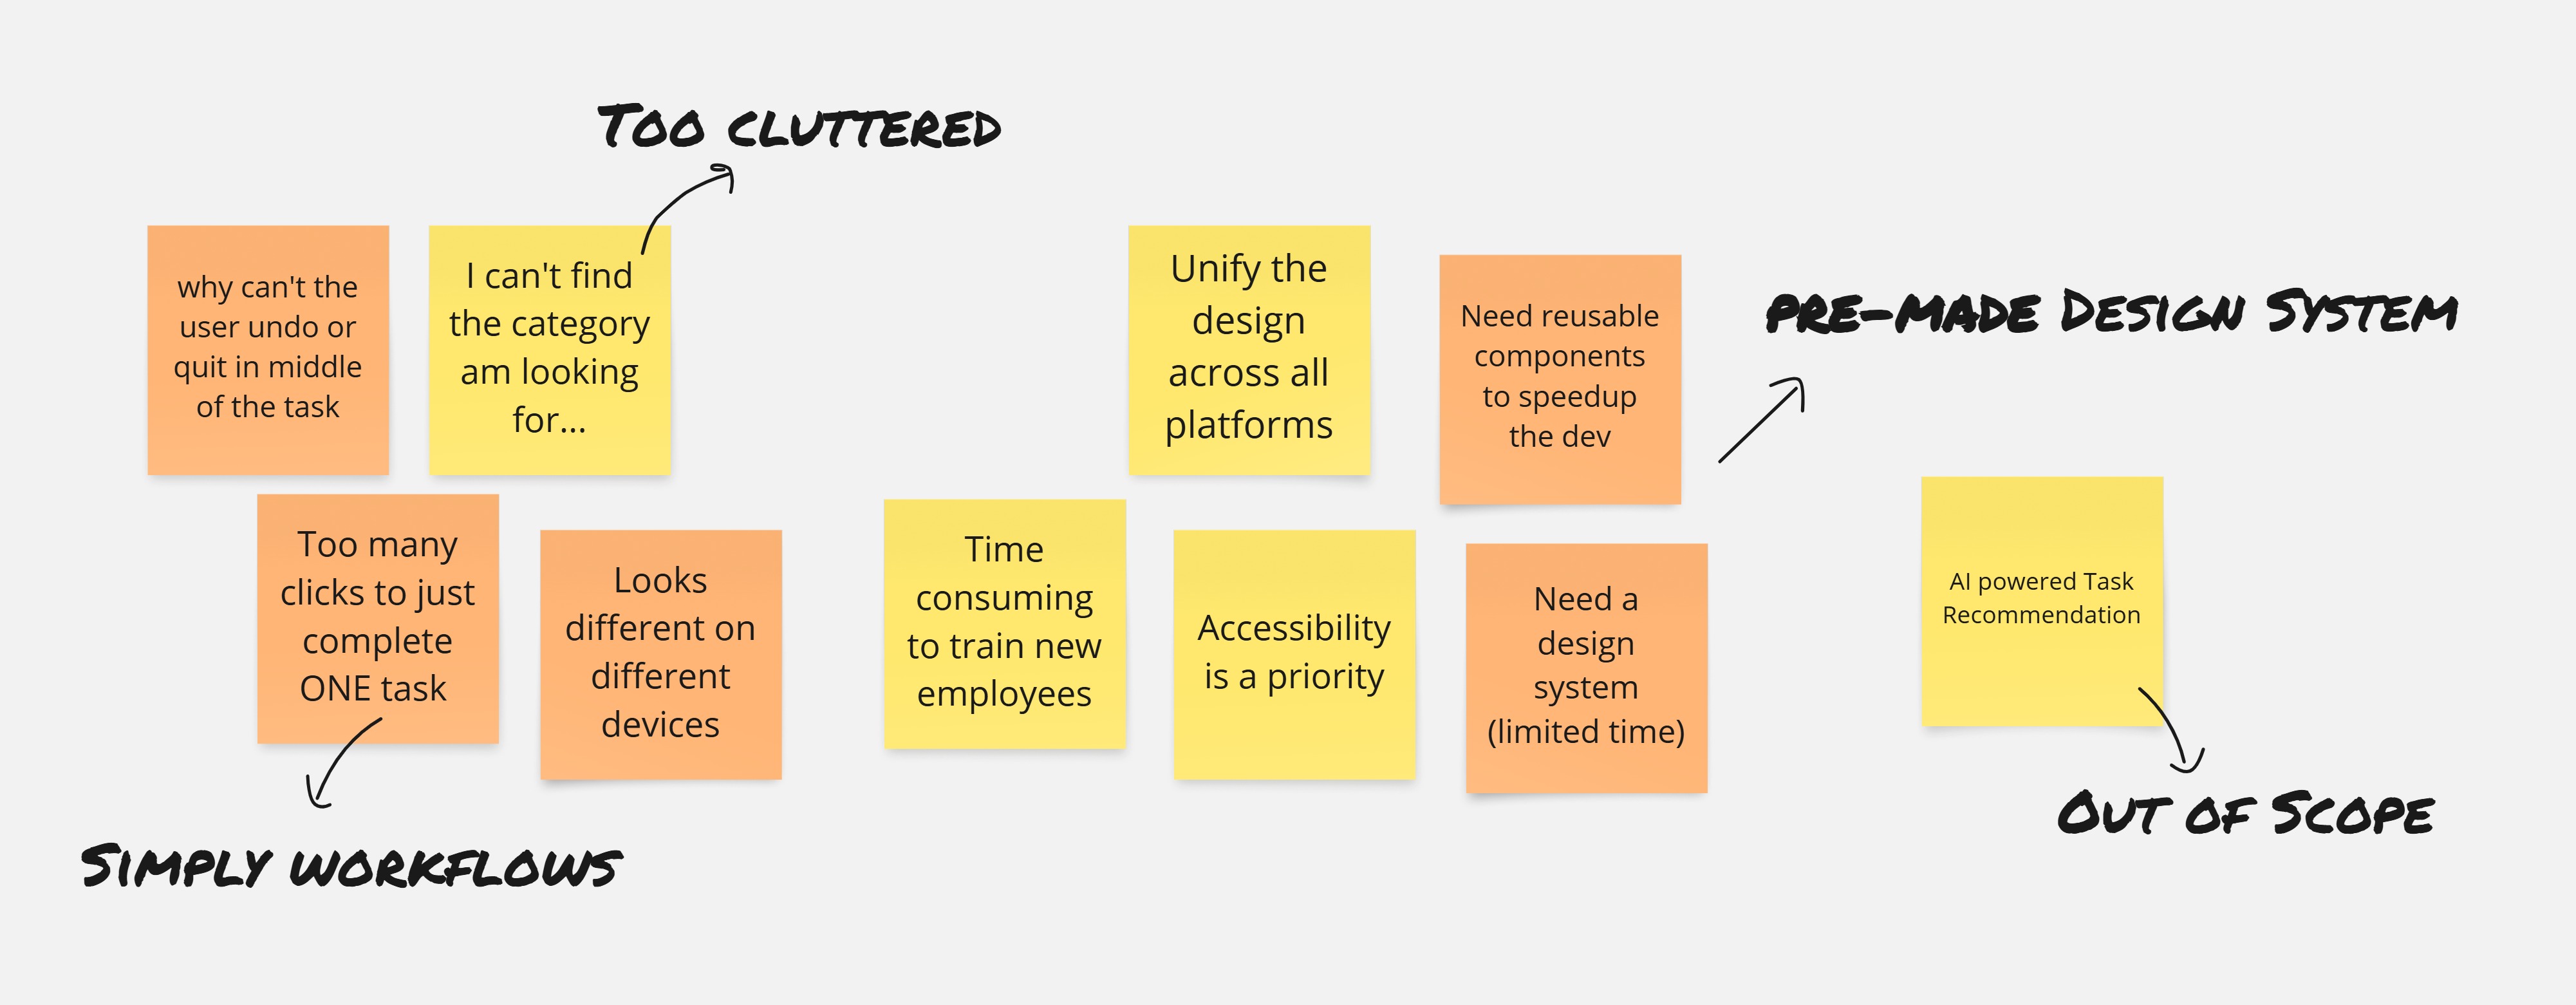 Too cluttered
why can't the
user undo or
quit in middle
of the task
I can't find
the category
am looking
for...
Too many
clicks to just
complete
ONE task
Looks
different on
different
devices
Simply workflows
Unify the
design
across all
platforms
Need reusable
components
to speedup
the dev
pre-made Design System
Time
consuming
to train new
employees
Accessibility
is a priority
Need a
design
system
(limited time)
AI powered Task
Recommendation
Out of Scope